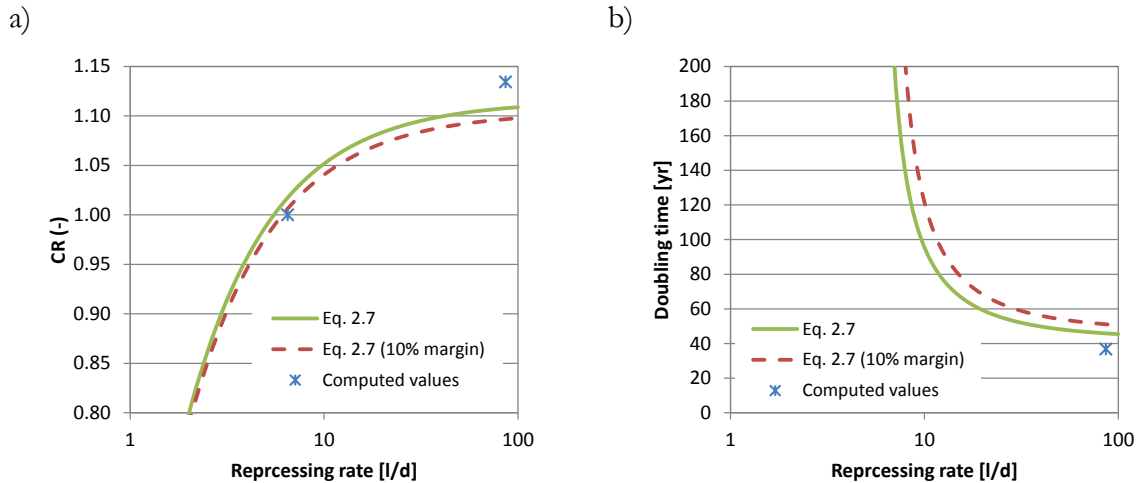 a)
b)
1.15
1.10
1.05
1.00
0.95
0.90
0.85
0.80
CR (-)
Eq. 2.7
Eq. 2.7 (10% margin)
Computed values
1
10
100
Reprcessing rate [l/d]
200
180
160
140
120
100
80
60
40
20
0
Doubling time [yr]
Eq. 2.7
Eq. 2.7 (10% margin)
Computed values
1
10
100
Reprcessing rate [l/d]